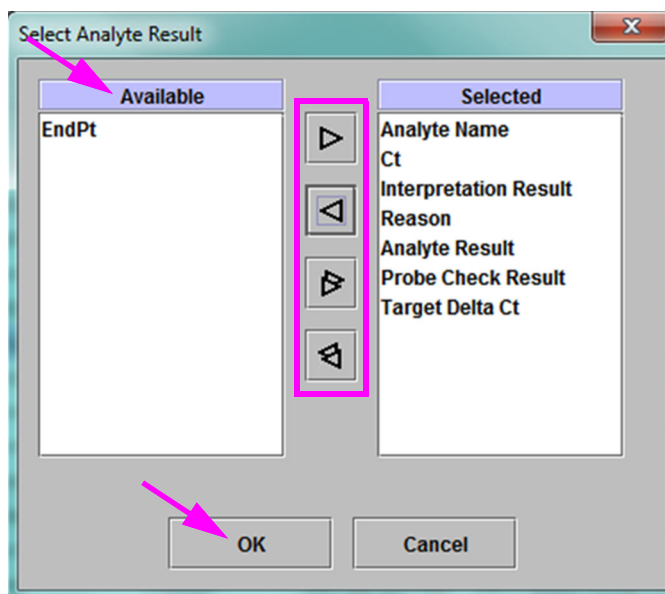 Select Analyte Result
Available
EndPt
Selected
Analyte Name
Ct
Interpretation Result
Reason
Analyte Result
Probe Check Result
Target Delta Ct
OK
Cancel